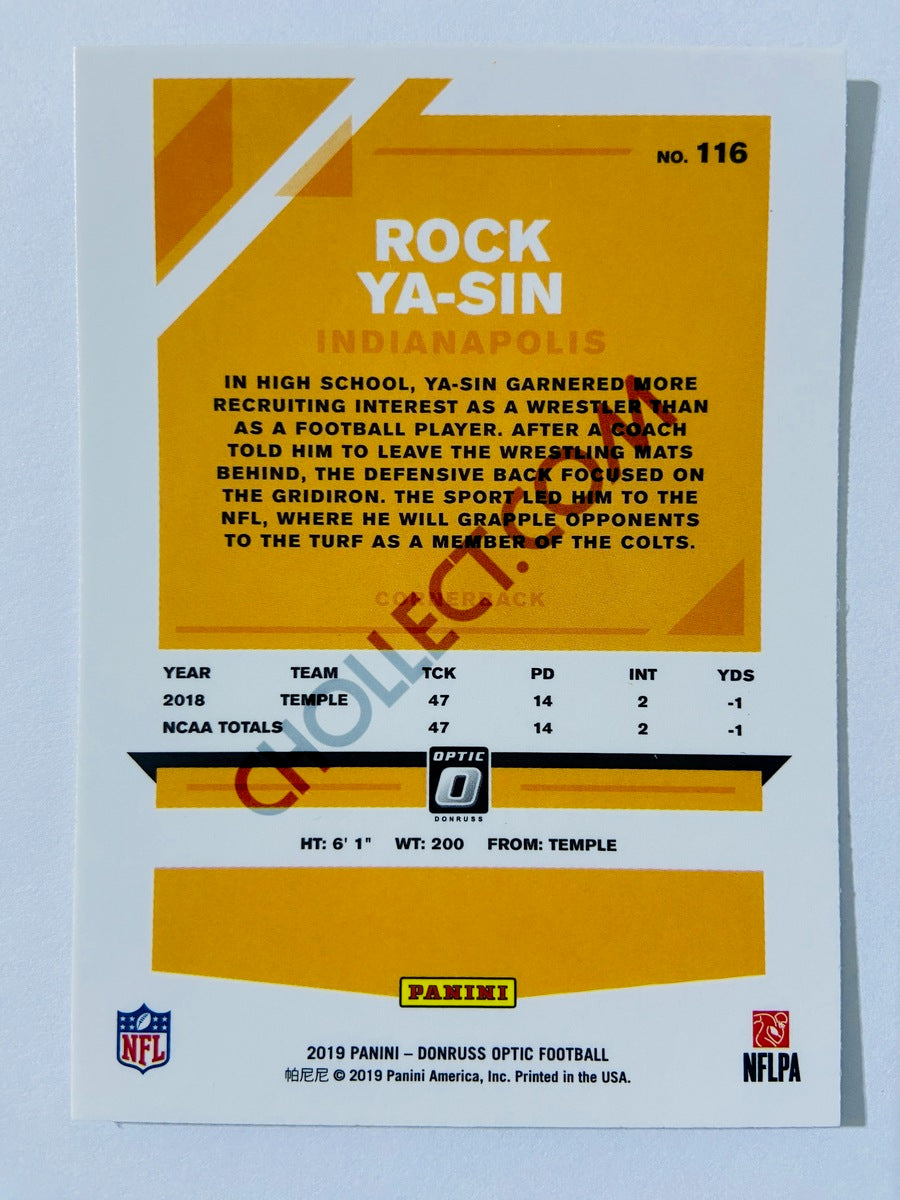 NO. 116
ROCK
YA-SIN
INDIANAPOLIS
IN HIGH SCHOOL, YA-SIN GARNERED MORE
RECRUITING INTEREST AS A WRESTLER THAN
AS A FOOTBALL PLAYER. AFTER A COACH
TOLD HIM TO LEAVE THE WRESTLING MATS
BEHIND, THE DEFENSIVE BACK FOCUSED ON
THE GRIDIRON. THE SPORT LED HIM TO THE
NFL, WHERE HE WILL GRAPPLE OPPONENTS
TO THE TURF AS A MEMBER OF THE COLTS.
CORNERBACK
CHOLLECT.COM
YEAR TEAM TCK PD INT YDS
2018 TEMPLE 47 14 2 -1
NCAA TOTALS 47 14 2 -1
OPTIC
O
DONRUSS
HT: 6' 1" WT: 200 FROM: TEMPLE
PANINI
NFL
NFLPA
2019 PANINI – DONRUSS OPTIC FOOTBALL
帕尼尼 © 2019 Panini America, Inc. Printed in the USA.